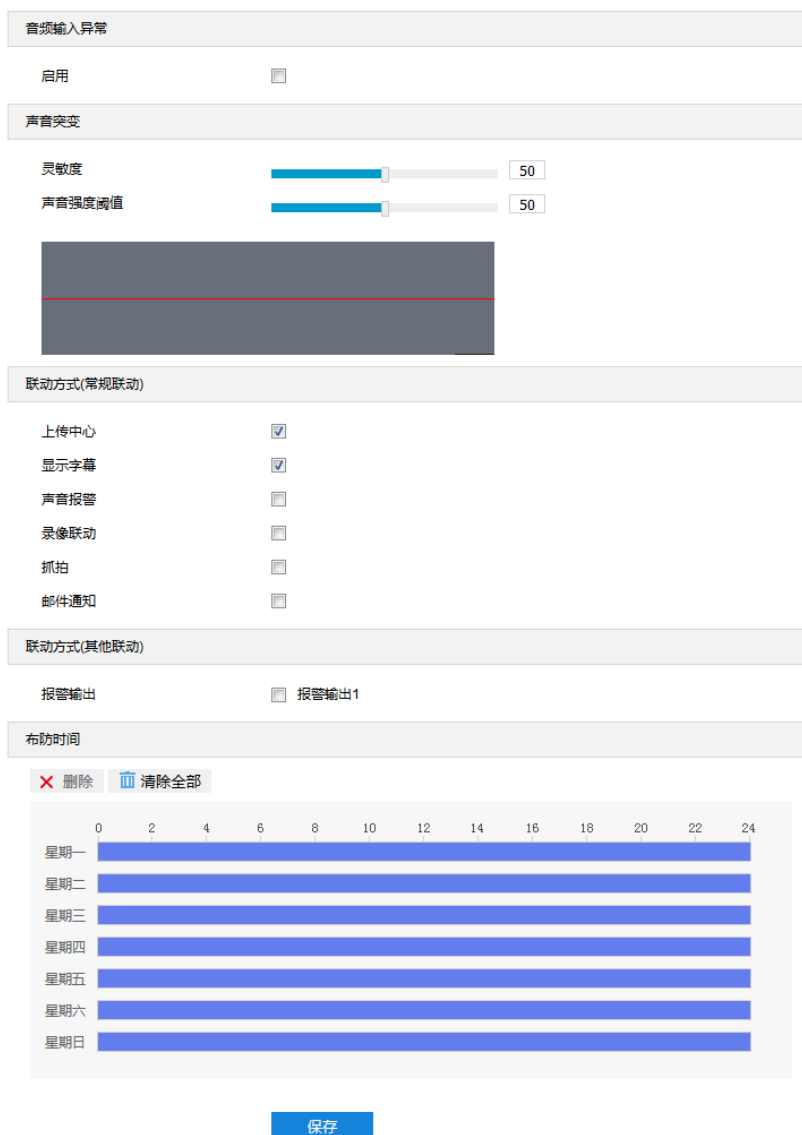 音频输入异常
启用
声音突变
灵敏度 50
声音强度阈值 50
联动方式(常规联动)
上传中心
显示字幕
声音报警
录像联动
抓拍
邮件通知
联动方式(其他联动)
报警输出 报警输出1
布防时间
删除 清除全部
0 2 4 6 8 10 12 14 16 18 20 22 24
星期一
星期二
星期三
星期四
星期五
星期六
星期日
保存